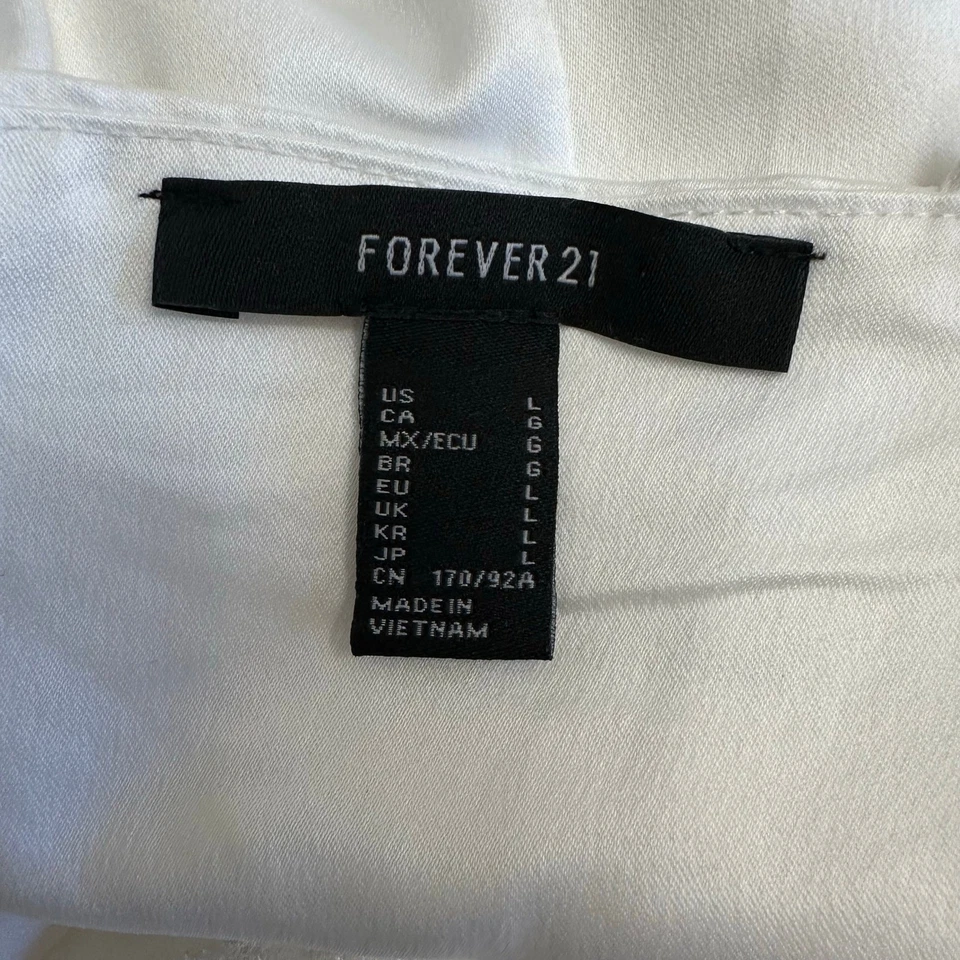 FOREVER 21
US L
CA G
MX/ECU G
BR G
EU L
UK L
KR L
JP L
CN 170/92A
MADE IN
VIETNAM